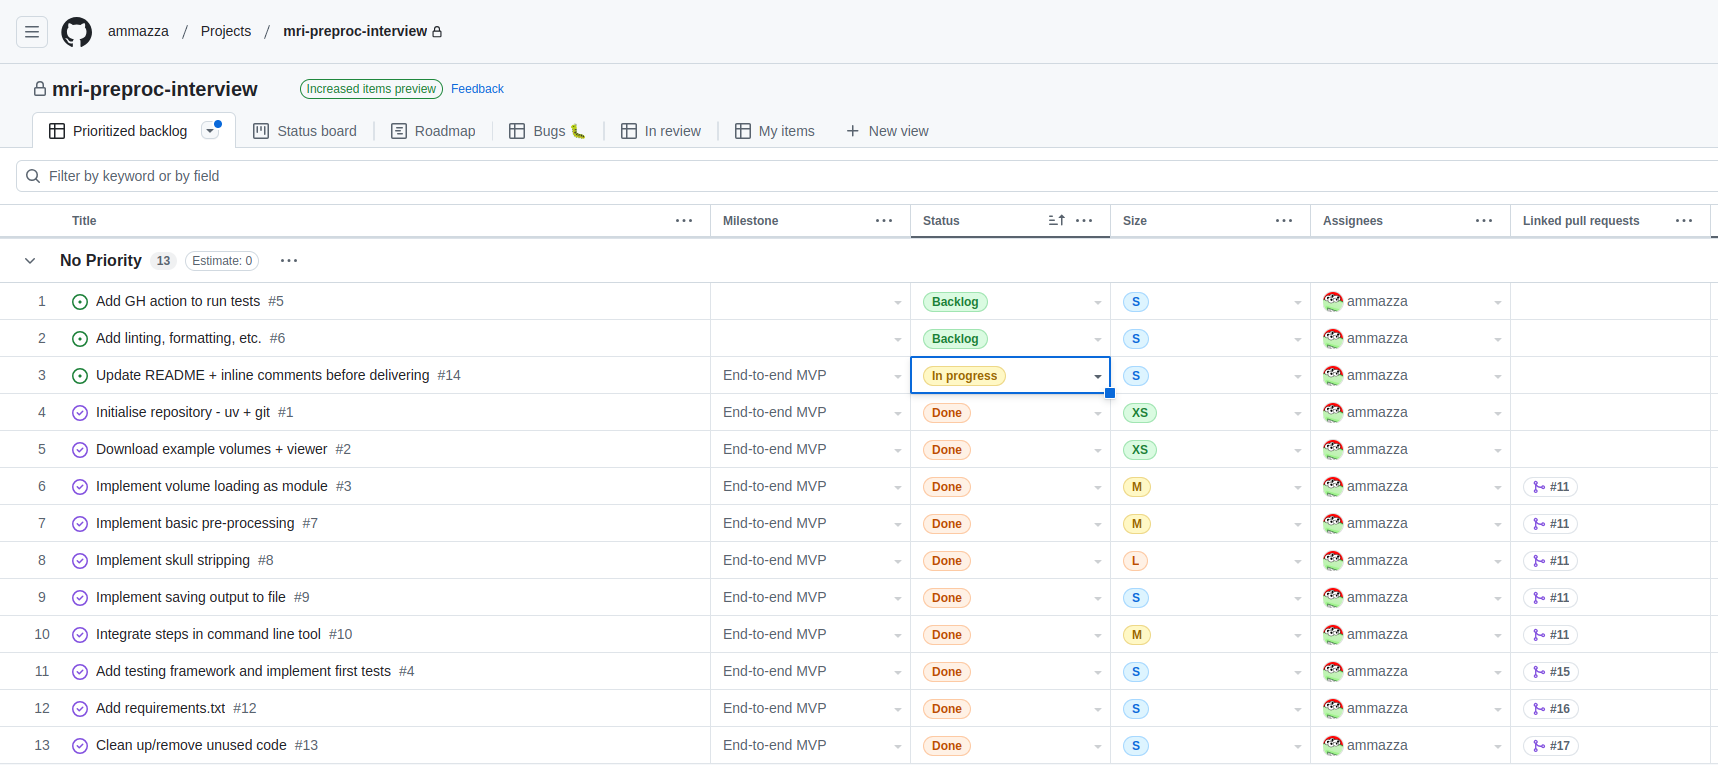 ammazza / Projects / mri-preproc-interview
mri-preproc-interview Increased items preview Feedback
Prioritized backlog Status board Roadmap Bugs 🐛 In review My items + New view
Filter by keyword or by field
Title Milestone Status Size Assignees Linked pull requests
No Priority 13 Estimate: 0
1 Add GH action to run tests #5 Backlog S ammazza
2 Add linting, formatting, etc. #6 Backlog S ammazza
3 Update README + inline comments before delivering #14 End-to-end MVP In progress S ammazza
4 Initialise repository - uv + git #1 End-to-end MVP Done XS ammazza
5 Download example volumes + viewer #2 End-to-end MVP Done XS ammazza
6 Implement volume loading as module #3 End-to-end MVP Done M ammazza #11
7 Implement basic pre-processing #7 End-to-end MVP Done M ammazza #11
8 Implement skull stripping #8 End-to-end MVP Done L ammazza #11
9 Implement saving output to file #9 End-to-end MVP Done S ammazza #11
10 Integrate steps in command line tool #10 End-to-end MVP Done M ammazza #11
11 Add testing framework and implement first tests #4 End-to-end MVP Done S ammazza #15
12 Add requirements.txt #12 End-to-end MVP Done S ammazza #16
13 Clean up/remove unused code #13 End-to-end MVP Done S ammazza #17